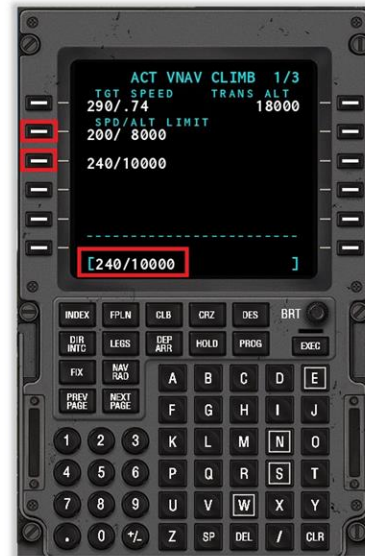 ACT VNAV CLIMB 1/3
TGT SPEED TRANS ALT
290/.74 18000
SPD/ALT LIMIT
200/ 8000
240/10000
--------------------------------
[240/10000 ]
INDEX FPLN CLB CRZ DES BRT
DIR INTC LEGS DEP ARR HOLD PROG EXEC
FIX NAV RAD A B C D E
PREV PAGE NEXT PAGE F G H I J
1 2 3 K L M N O
4 5 6 P Q R S T
7 8 9 U V W X Y
. 0 +/- Z SP DEL / CLR